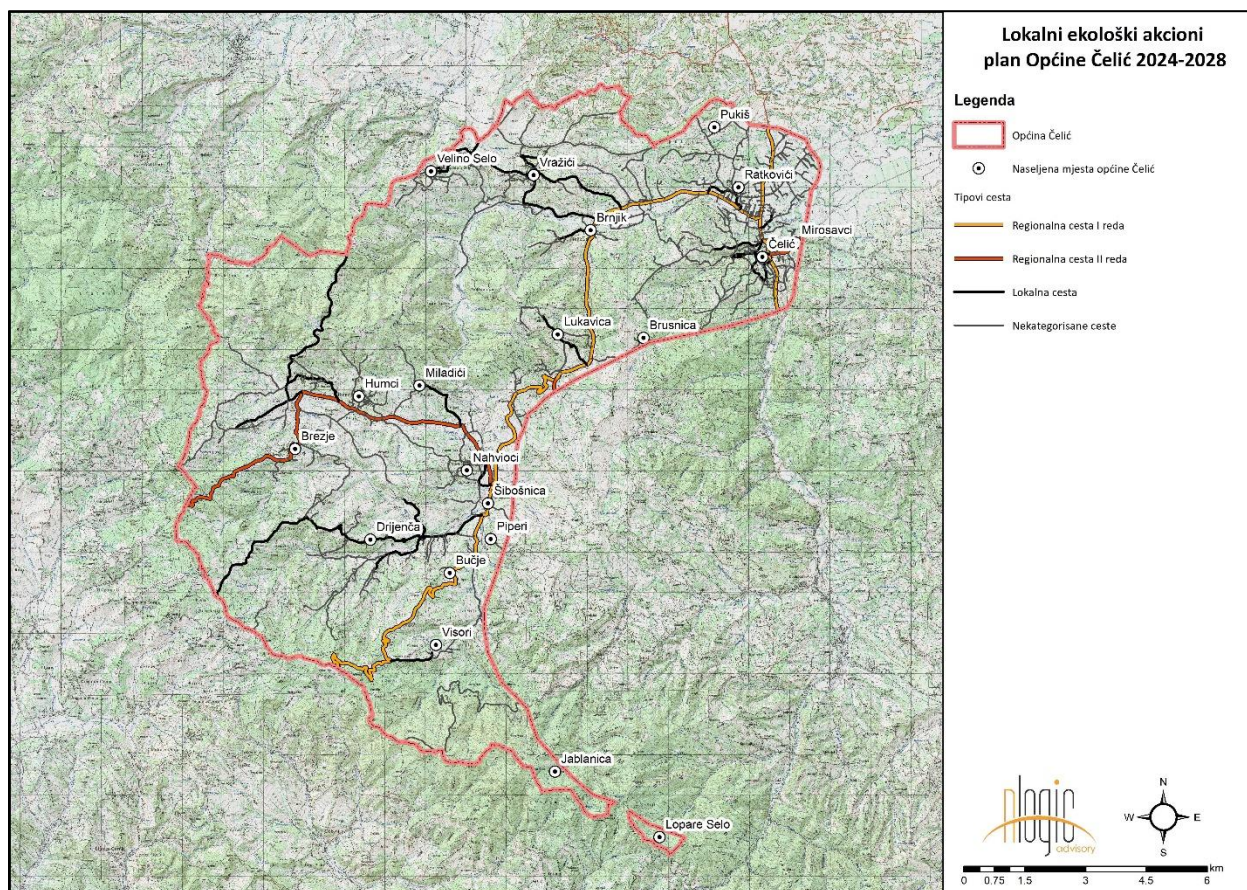 Lokalni ekološki akcioni
plan Općine Čelić 2024-2028
Legenda
Općina Čelić
Naseljena mjesta općine Čelić
Tipovi cesta
Regionalna cesta I reda
Regionalna cesta II reda
Lokalna cesta
Nekategorisane ceste
Pukiš
Velino Selo
Vražići
Ratkovići
Brnjik
Mirosavci
Čelić
Lukavica
Brusnica
Humci
Miladići
Brezje
Nahvioci
Šibošnica
Drijenča
Piperi
Bučje
Visori
Jablanica
Lopare Selo
nlogic
advisory
N
W E
S
km
0 0.75 1.5 3 4.5 6